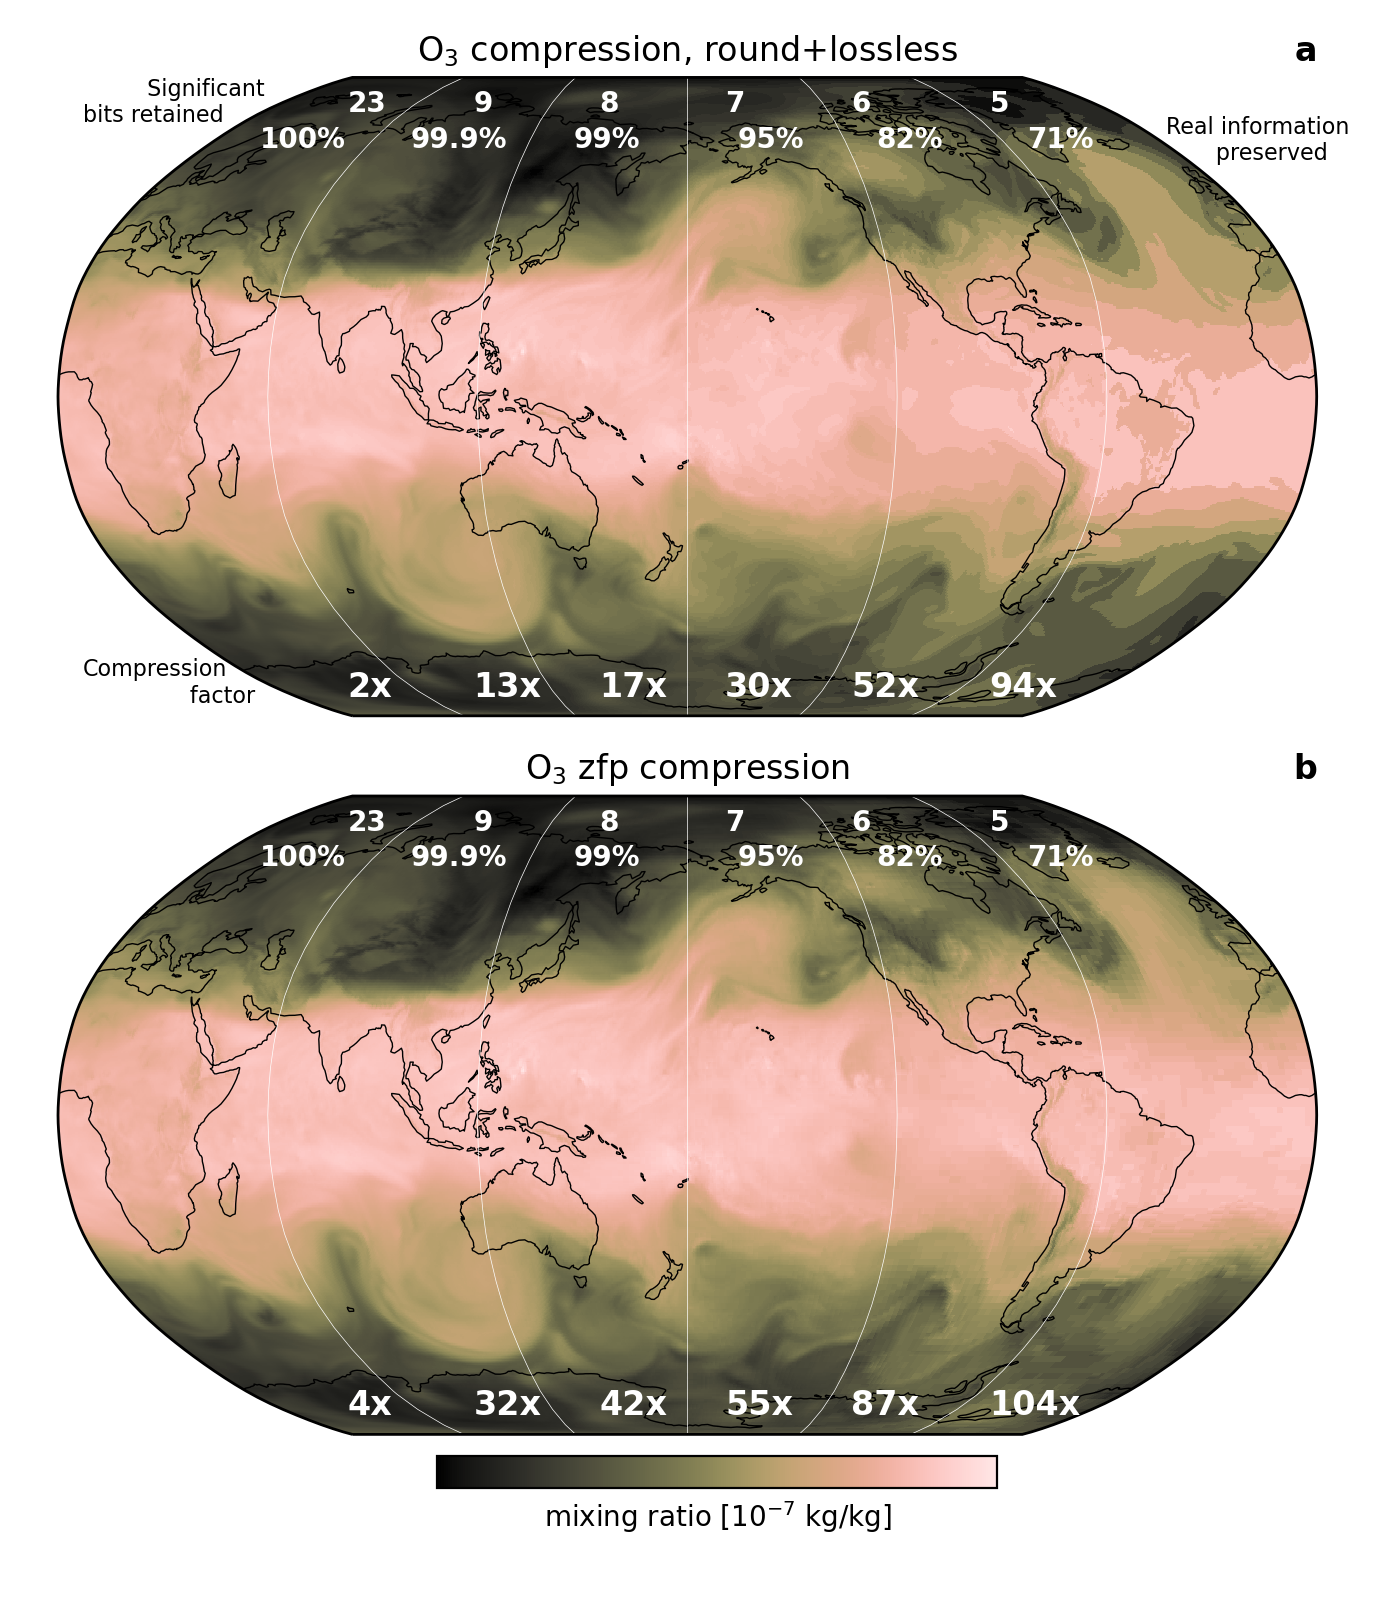 O₃ compression, round+lossless
a
Significant
bits retained
23 9 8 7 6 5
100% 99.9% 99% 95% 82% 71%
Real information
preserved
Compression
factor
2x 13x 17x 30x 52x 94x
O₃ zfp compression
b
23 9 8 7 6 5
100% 99.9% 99% 95% 82% 71%
4x 32x 42x 55x 87x 104x
mixing ratio [10⁻⁷ kg/kg]